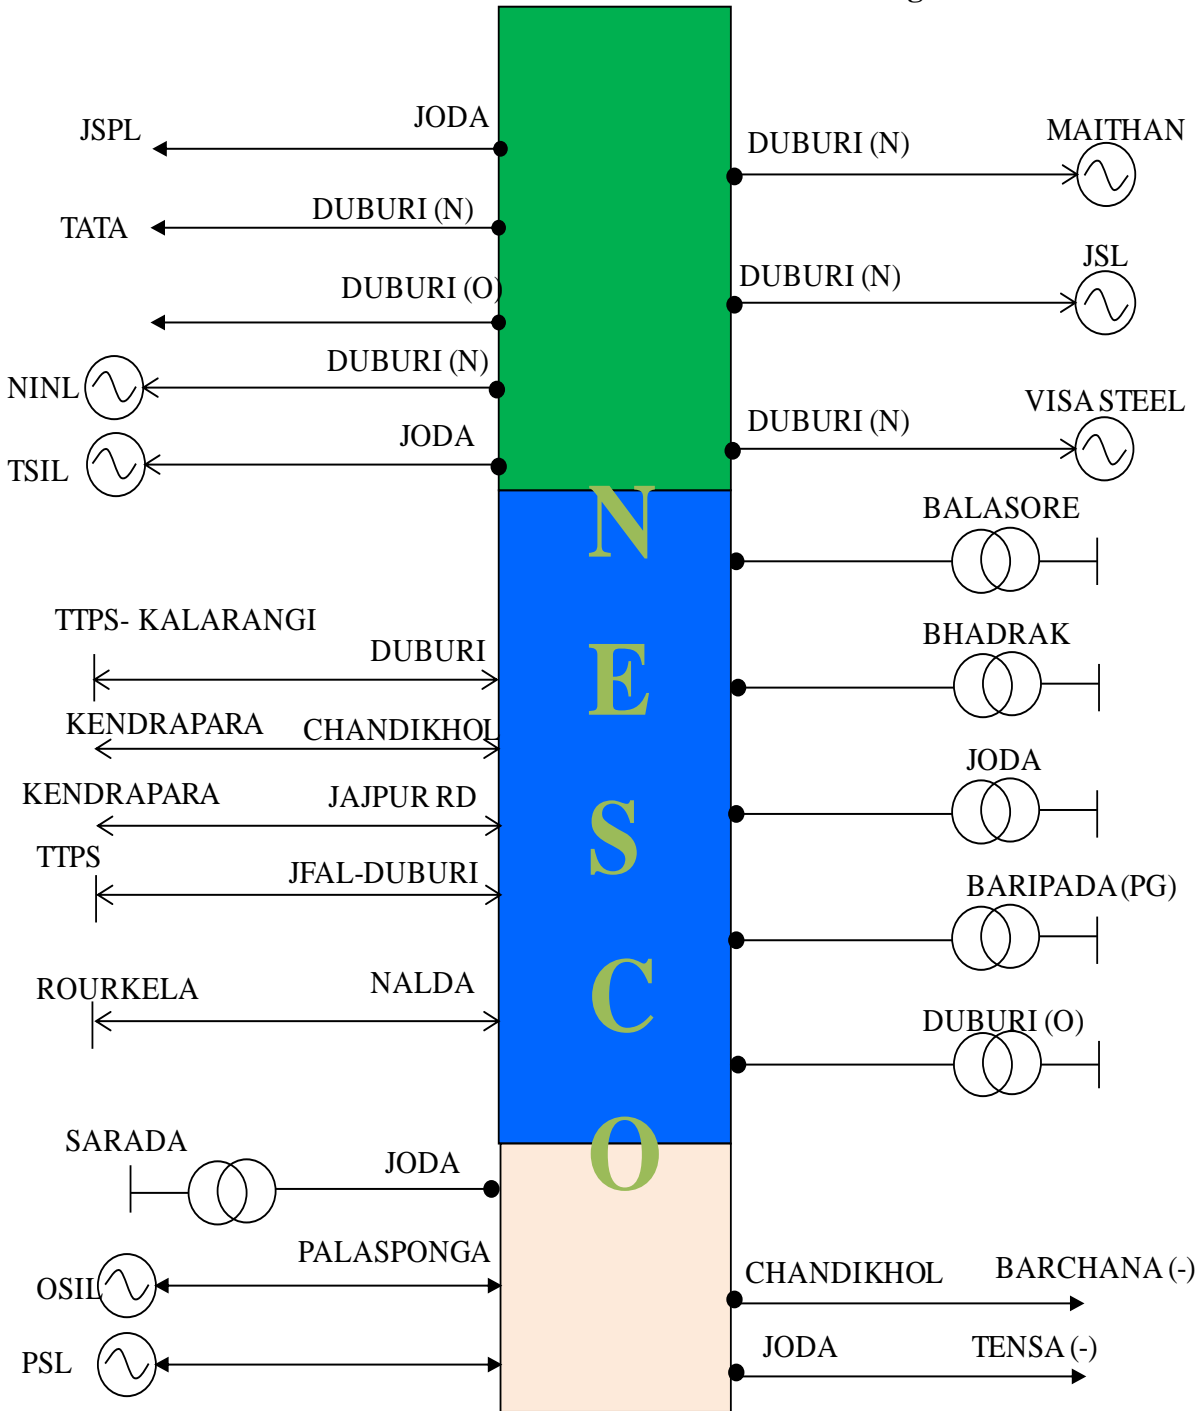 JODA
JSPL
DUBURI (N)
MAITHAN
DUBURI (N)
TATA
DUBURI (O)
DUBURI (N)
JSL
DUBURI (N)
NINL
JODA
TSIL
DUBURI (N)
VISA STEEL
N
E
S
C
O
BALASORE
TTPS- KALARANGI
DUBURI
BHADRAK
KENDRAPARA
CHANDIKHOL
JODA
KENDRAPARA
JAJPUR RD
TTPS
JFAL-DUBURI
BARIPADA (PG)
ROURKELA
NALDA
DUBURI (O)
SARADA
JODA
PALASPONGA
OSIL
CHANDIKHOL
BARCHANA (-)
PSL
JODA
TENSA (-)